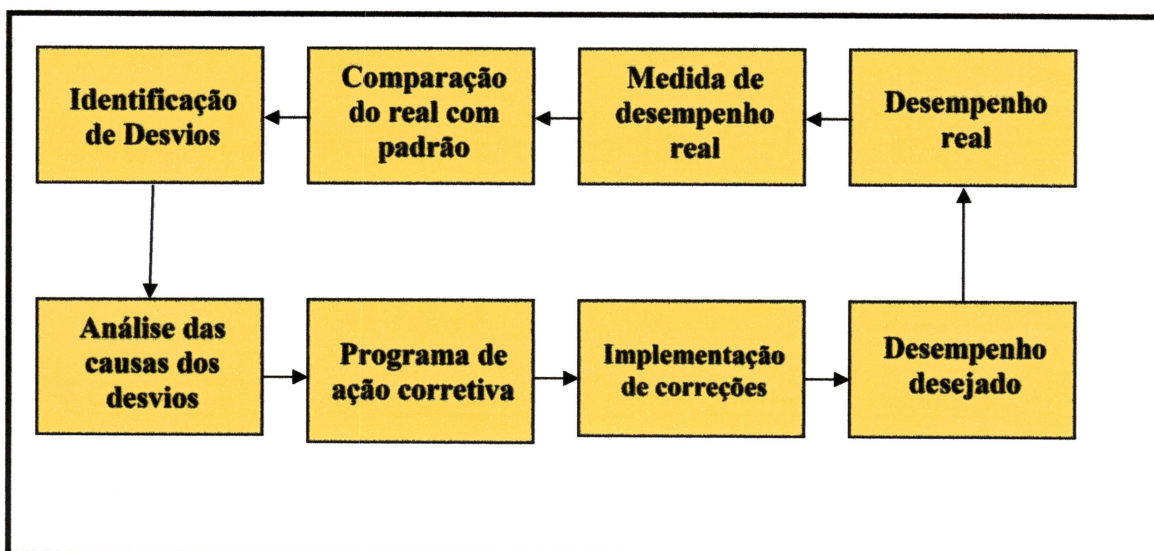 Identificação
de Desvios
Comparação
do real com
padrão
Medida de
desempenho
real
Desempenho
real
Análise das
causas dos
desvios
Programa de
ação corretiva
Implementação
de correções
Desempenho
desejado